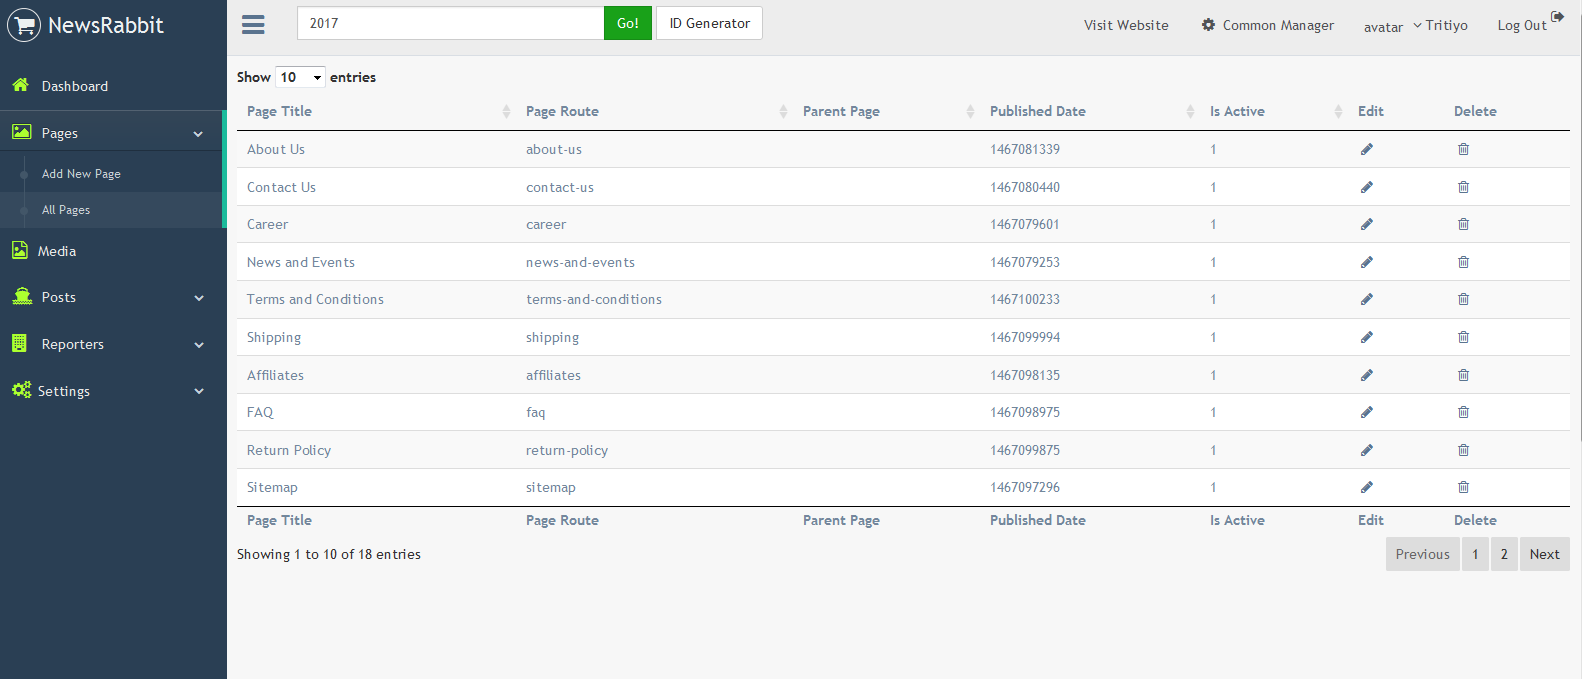 NewsRabbit
2017 Go! ID Generator Visit Website Common Manager avatar Tritiyo Log Out
Dashboard
Pages
Add New Page
All Pages
Media
Posts
Reporters
Settings
Show 10 entries
Page Title Page Route Parent Page Published Date Is Active Edit Delete
About Us about-us 1467081339 1
Contact Us contact-us 1467080440 1
Career career 1467079601 1
News and Events news-and-events 1467079253 1
Terms and Conditions terms-and-conditions 1467100233 1
Shipping shipping 1467099994 1
Affiliates affiliates 1467098135 1
FAQ faq 1467098975 1
Return Policy return-policy 1467099875 1
Sitemap sitemap 1467097296 1
Page Title Page Route Parent Page Published Date Is Active Edit Delete
Showing 1 to 10 of 18 entries Previous 1 2 Next